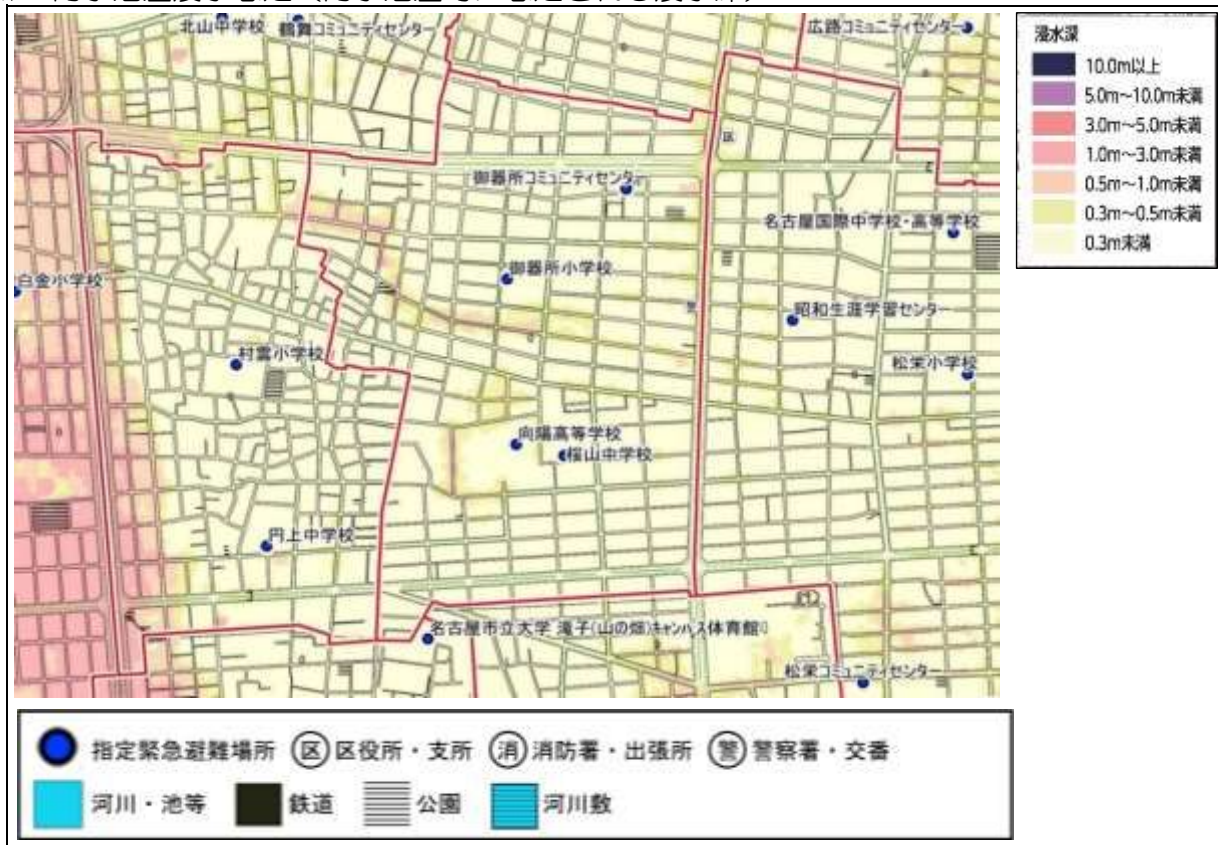 北山中学校
鶴舞コミュニティセンター
広路コミュニティセンター
区
御器所コミュニティセンター
名古屋国際中学校・高等学校
御器所小学校
白金小学校
昭和生涯学習センター
村雲小学校
松栄小学校
向陽高等学校
桜山中学校
円上中学校
名古屋市立大学 滝子(山の畑)キャンパス体育館
松栄コミュニティセンター
浸水深
10.0m以上
5.0m～10.0m未満
3.0m～5.0m未満
1.0m～3.0m未満
0.5m～1.0m未満
0.3m～0.5m未満
0.3m未満
指定緊急避難場所 区 区役所・支所 消 消防署・出張所 警 警察署・交番
河川・池等 鉄道 公園 河川敷